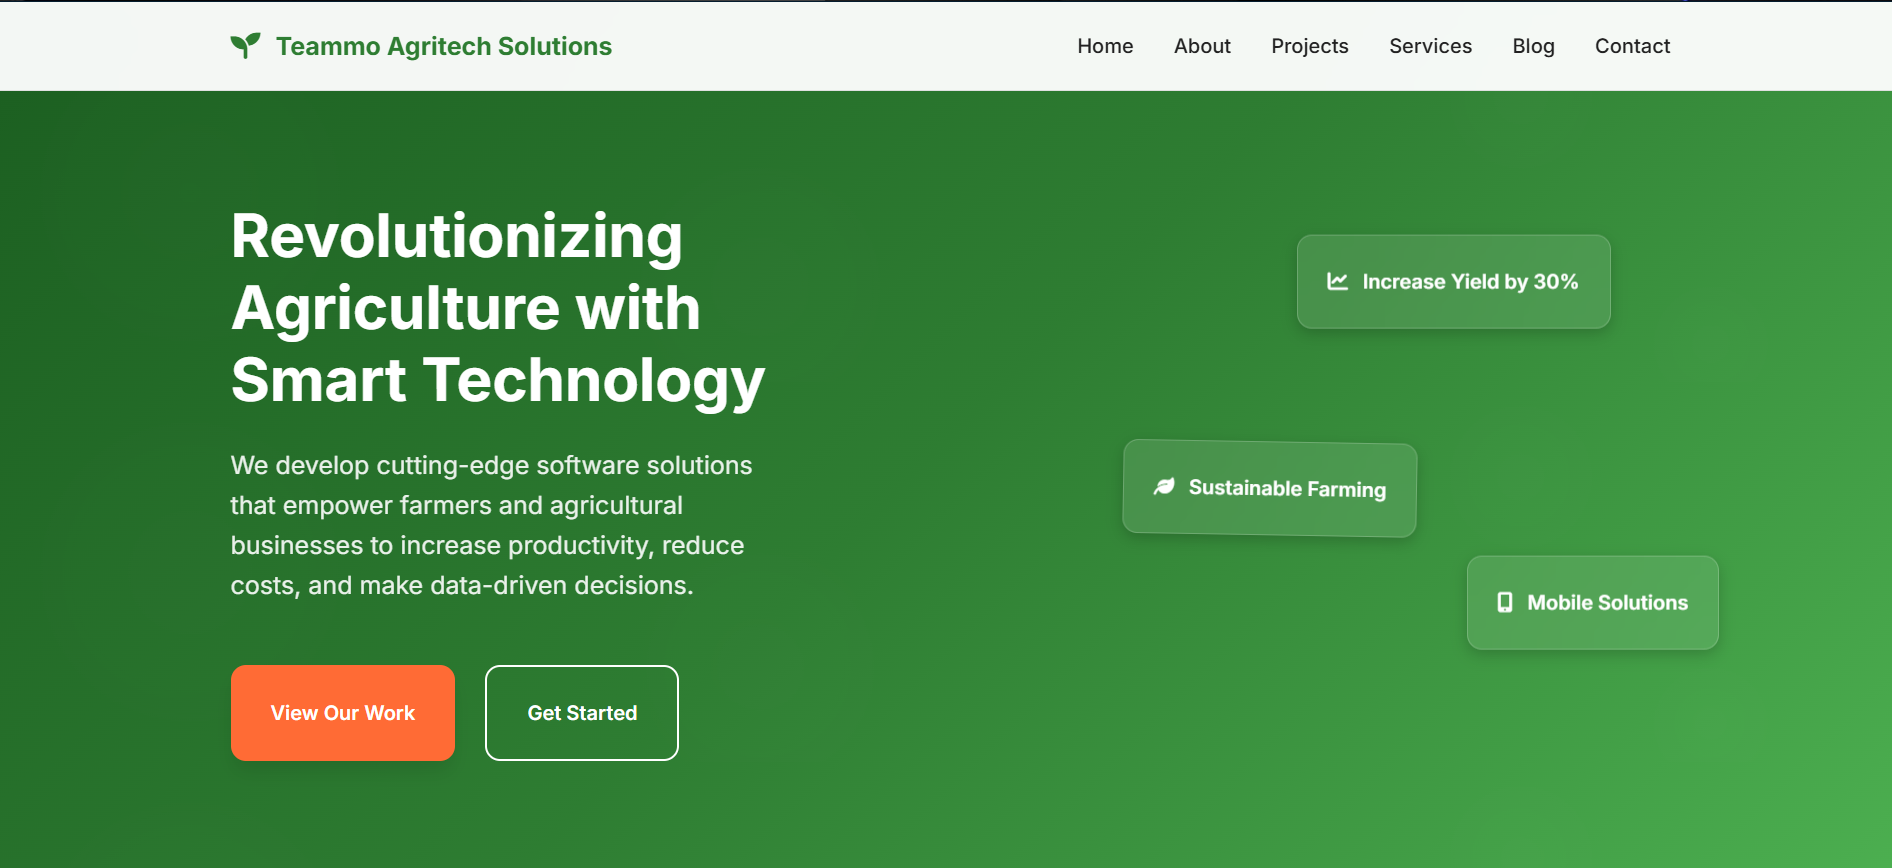 Teammo Agritech Solutions
Home About Projects Services Blog Contact
Revolutionizing
Agriculture with
Smart Technology
We develop cutting-edge software solutions
that empower farmers and agricultural
businesses to increase productivity, reduce
costs, and make data-driven decisions.
View Our Work
Get Started
Increase Yield by 30%
Sustainable Farming
Mobile Solutions